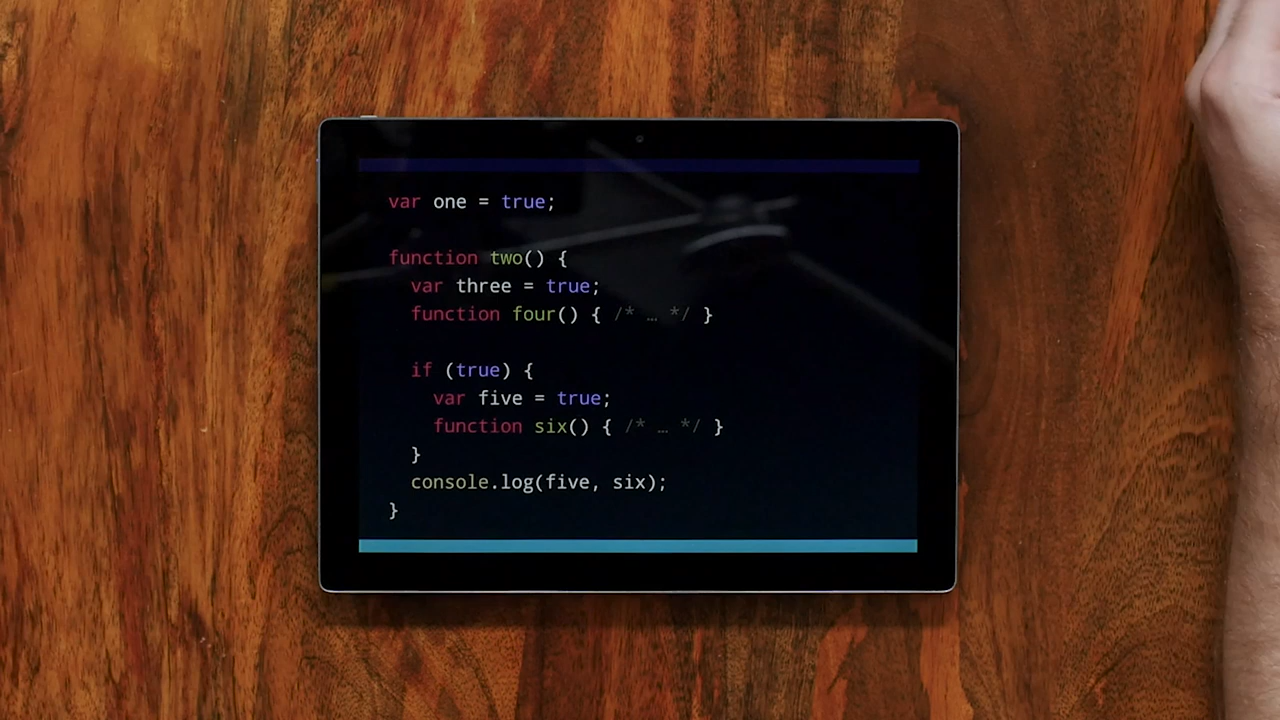 var one = true;
function two() {
var three = true;
function four() { /* … */ }
if (true) {
var five = true;
function six() { /* … */ }
}
console.log(five, six);
}